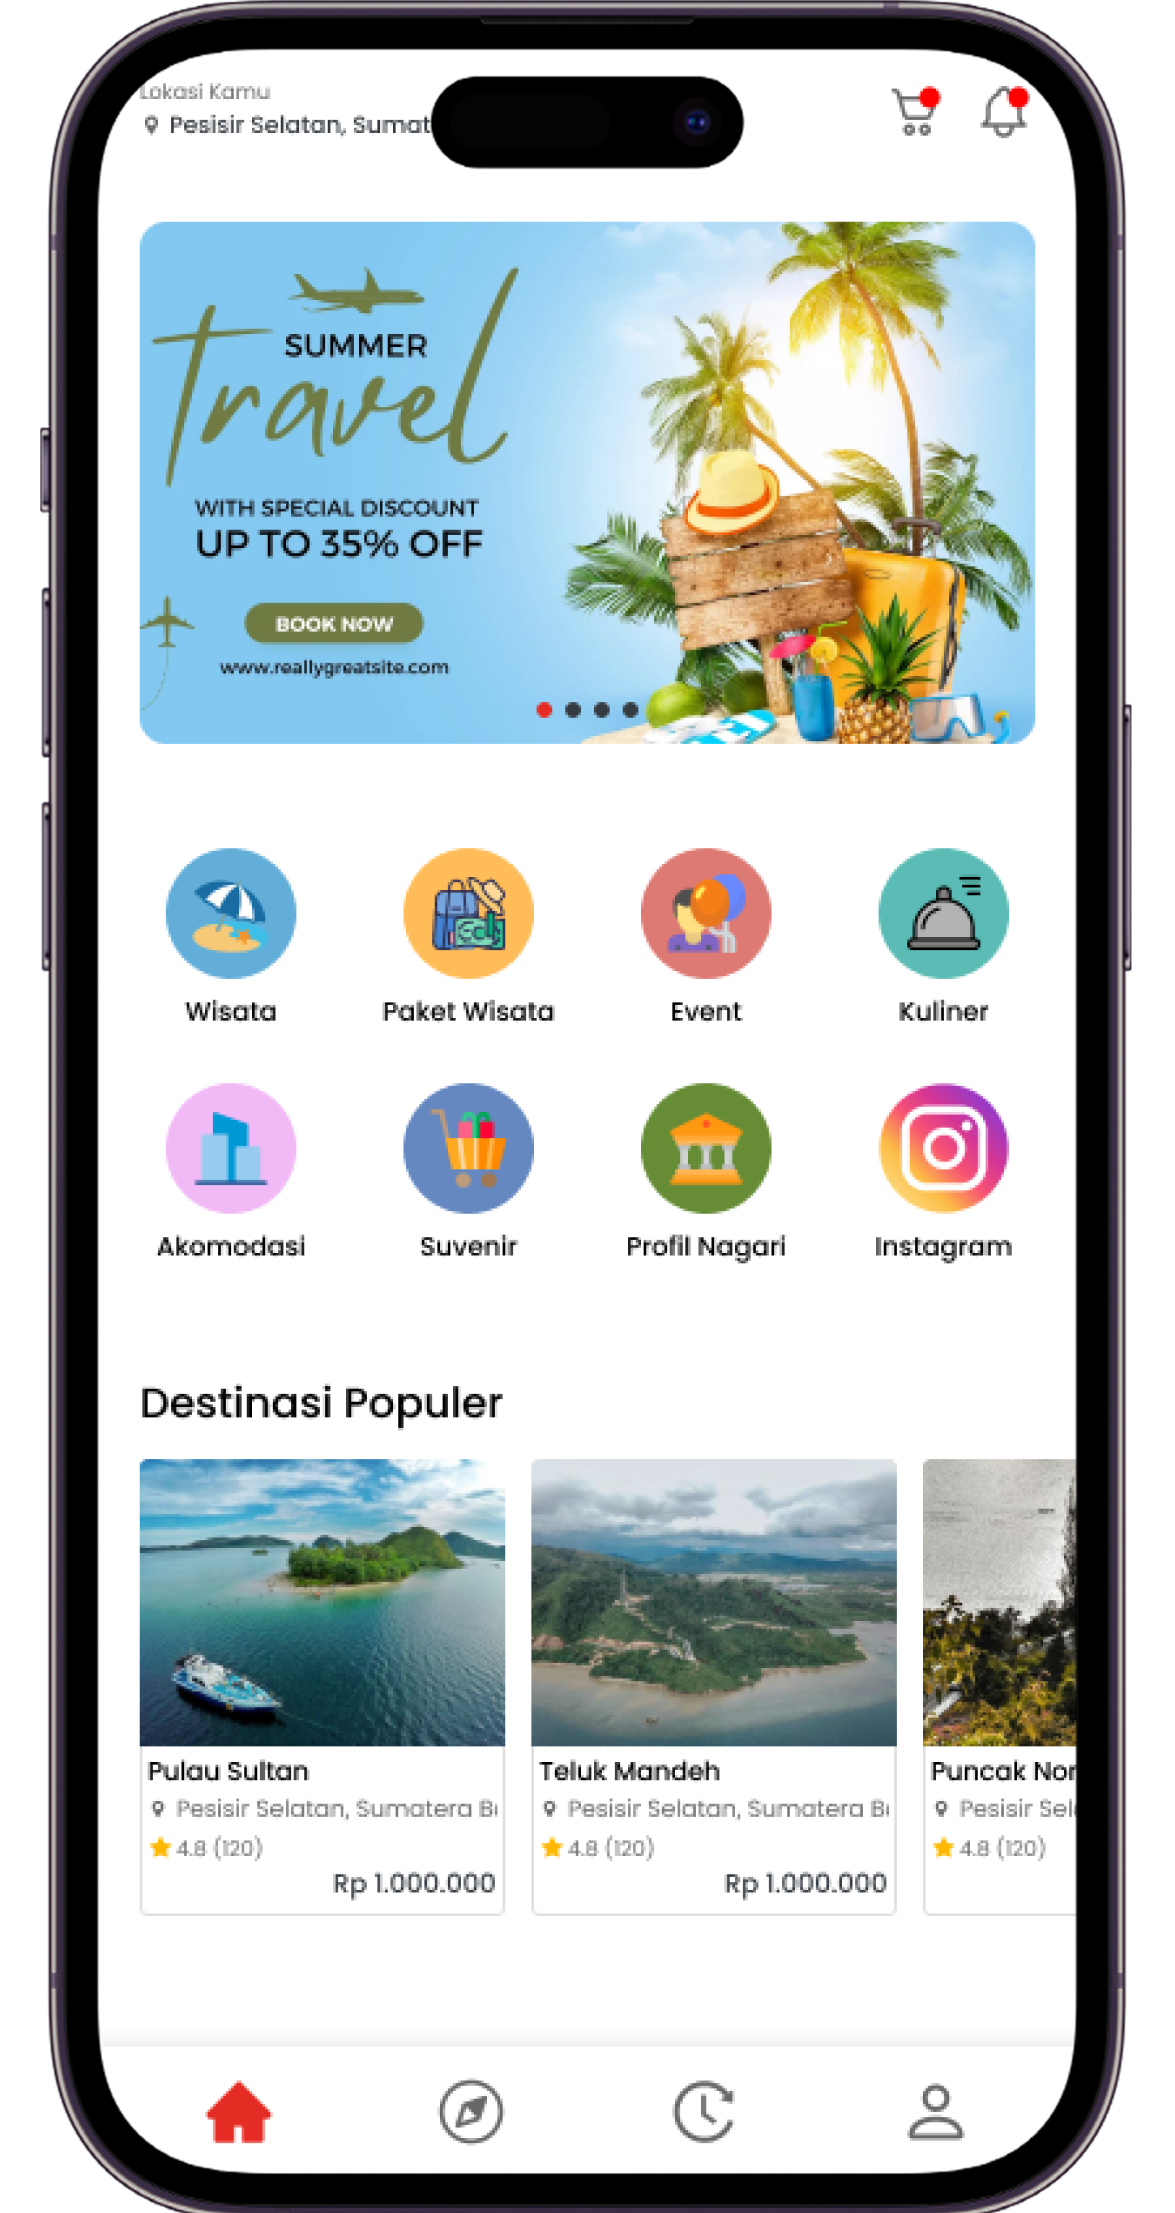 Lokasi Kamu
Pesisir Selatan, Sumat
SUMMER
Travel
WITH SPECIAL DISCOUNT
UP TO 35% OFF
BOOK NOW
www.reallygreatsite.com
Wisata Paket Wisata Event Kuliner
Akomodasi Suvenir Profil Nagari Instagram
Destinasi Populer
Pulau Sultan
Pesisir Selatan, Sumatera B
4.8 (120)
Rp 1.000.000
Teluk Mandeh
Pesisir Selatan, Sumatera B
4.8 (120)
Rp 1.000.000
Puncak
Pesisir Sel
4.8 (120)